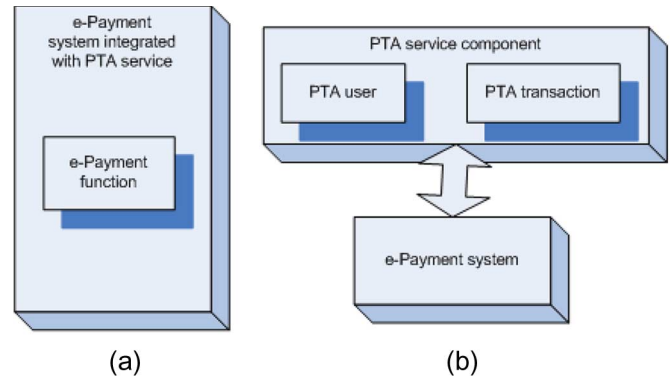 e-Payment
system integrated
with PTA service
e-Payment
function
(a)
PTA service component
PTA user
PTA transaction
e-Payment system
(b)